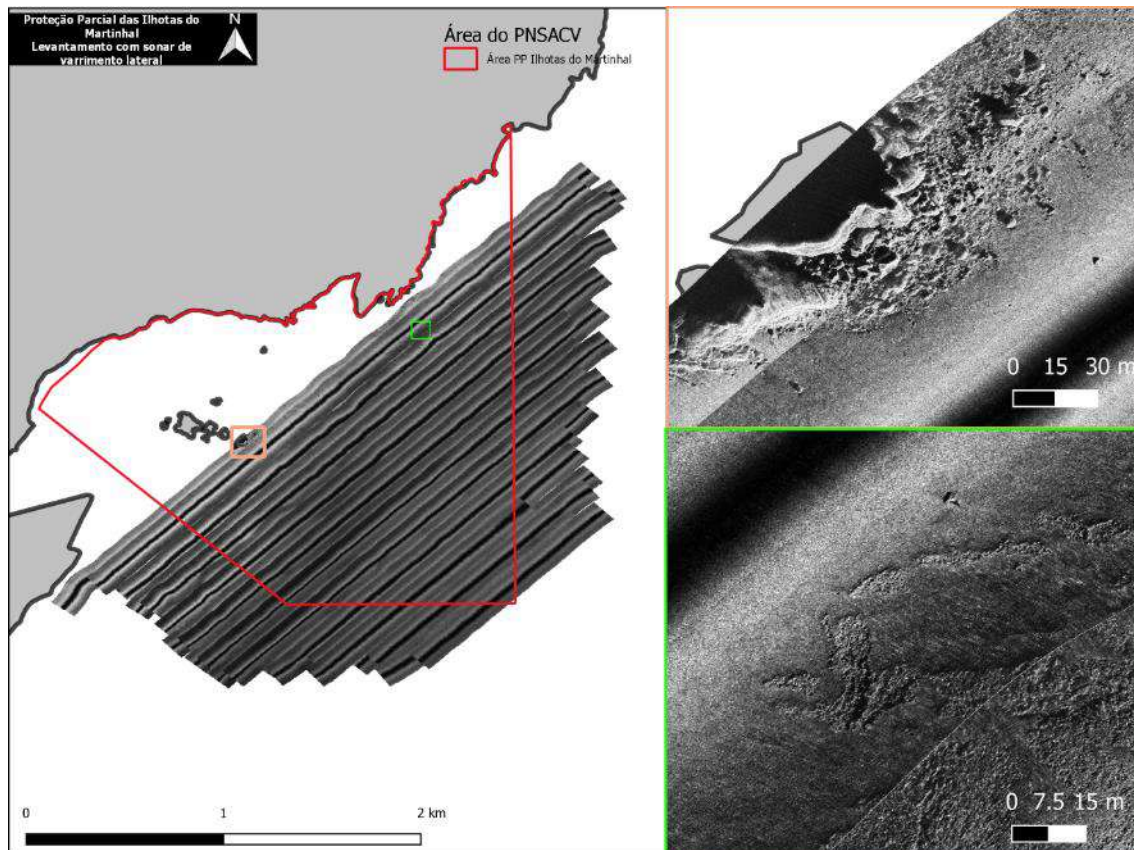 Proteção Parcial das Ilhotas do
Martinhal
Levantamento com sonar de
varrimento lateral
N
Área do PNSACV
Área PP Ilhotas do Martinhal
0 1 2 km
0 15 30 m
0 7.5 15 m